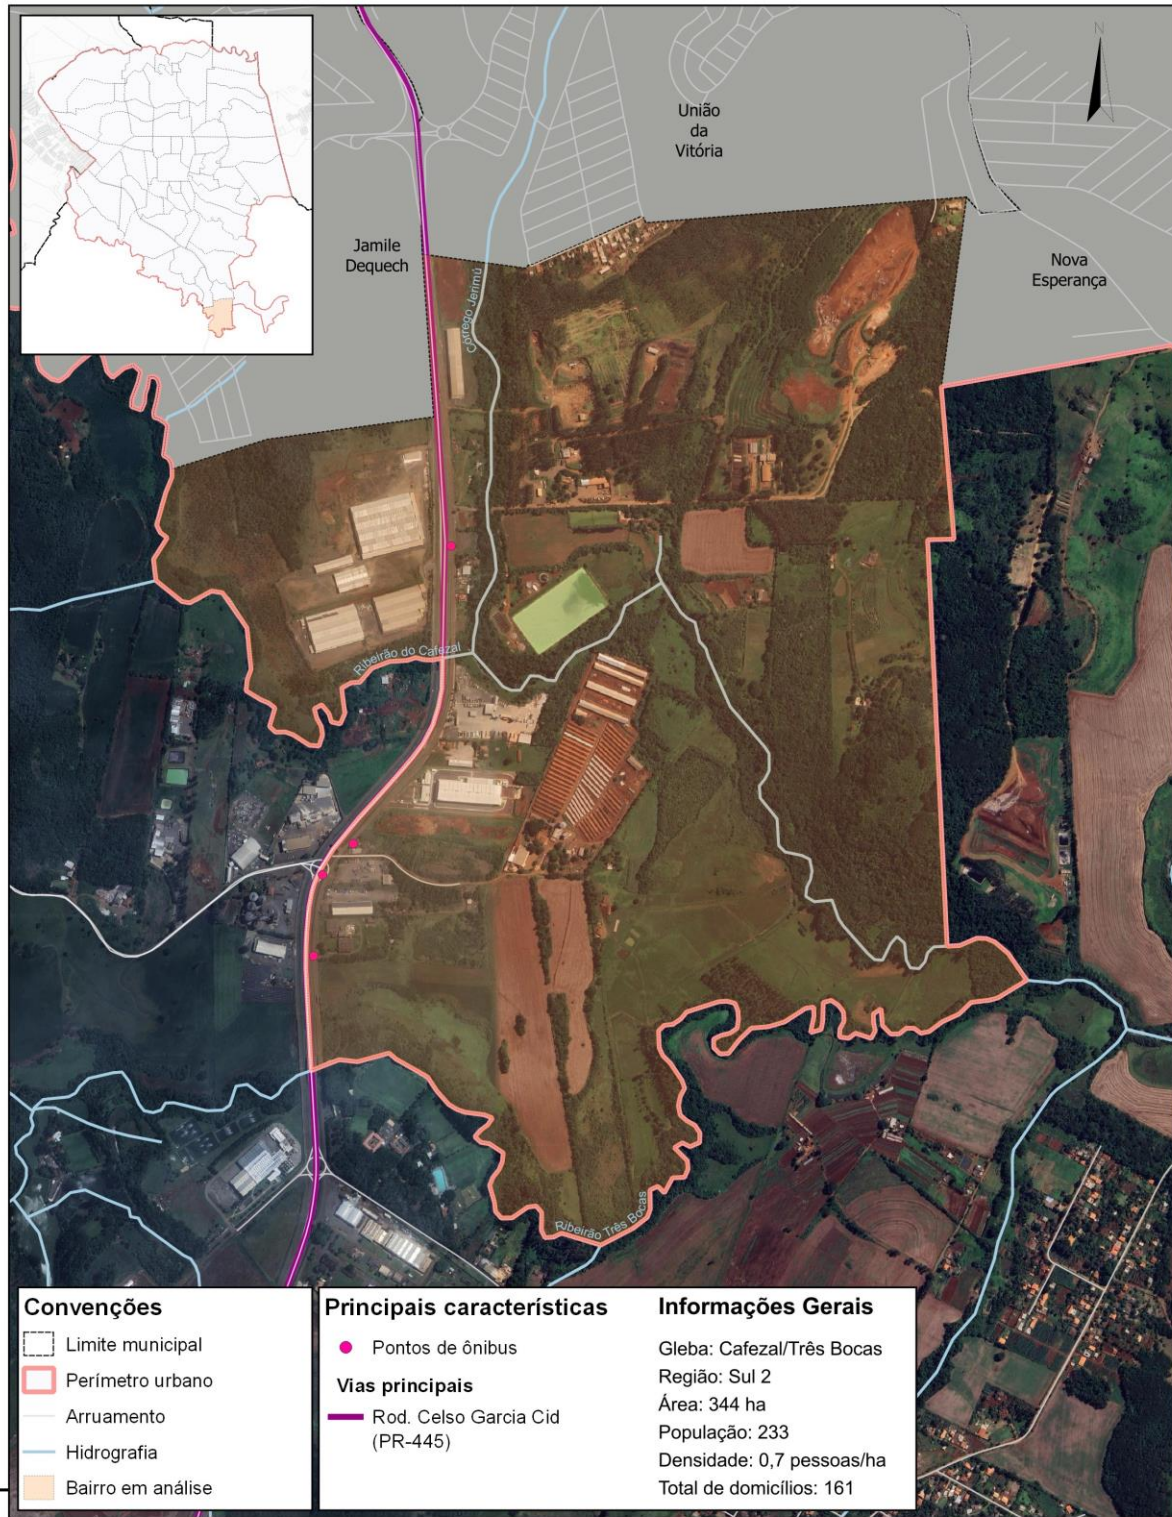 N
União
da
Vitória
Jamile
Dequech
Nova
Esperança
Córrego Jerimú
Ribeirão do Cafezal
Ribeirão Três Bocas
Convenções
Limite municipal
Perímetro urbano
Arruamento
Hidrografia
Bairro em análise
Principais características
Pontos de ônibus
Vias principais
Rod. Celso Garcia Cid
(PR-445)
Informações Gerais
Gleba: Cafezal/Três Bocas
Região: Sul 2
Área: 344 ha
População: 233
Densidade: 0,7 pessoas/ha
Total de domicílios: 161